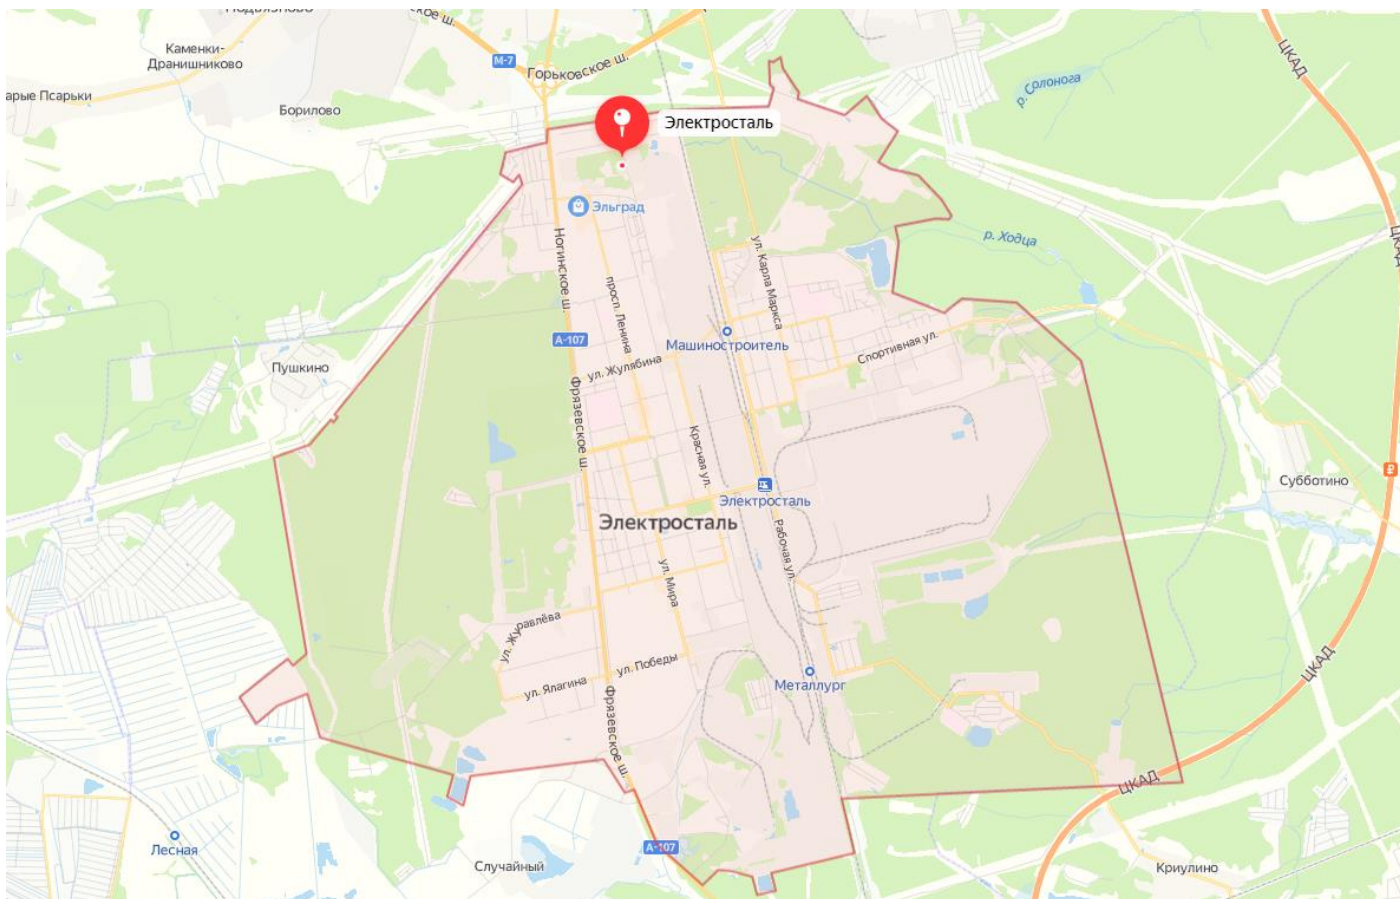 ское ш.
ЦКАД
М-7
Каменки-
Дранишниково
Горьковское ш.
р. Солонога
арые Псарьки
Борилово
Электросталь
Эльград
ЦКАД
р. Ходца
Ногинское ш.
ул. Карла Маркса
просп. Ленина
А-107
Машиностроитель
Спортивная ул.
Пушкино
ул. Жулябина
Фрязевское ш.
Красная ул.
Субботино
Электросталь
Электросталь
Рабочая ул.
ул. Мира
ул. Журавлёва
ул. Победы
ЦКАД
ул. Ялагина
Металлург
Фрязевское ш.
ЦКАД
Лесная
А-107
Случайный
Криулино